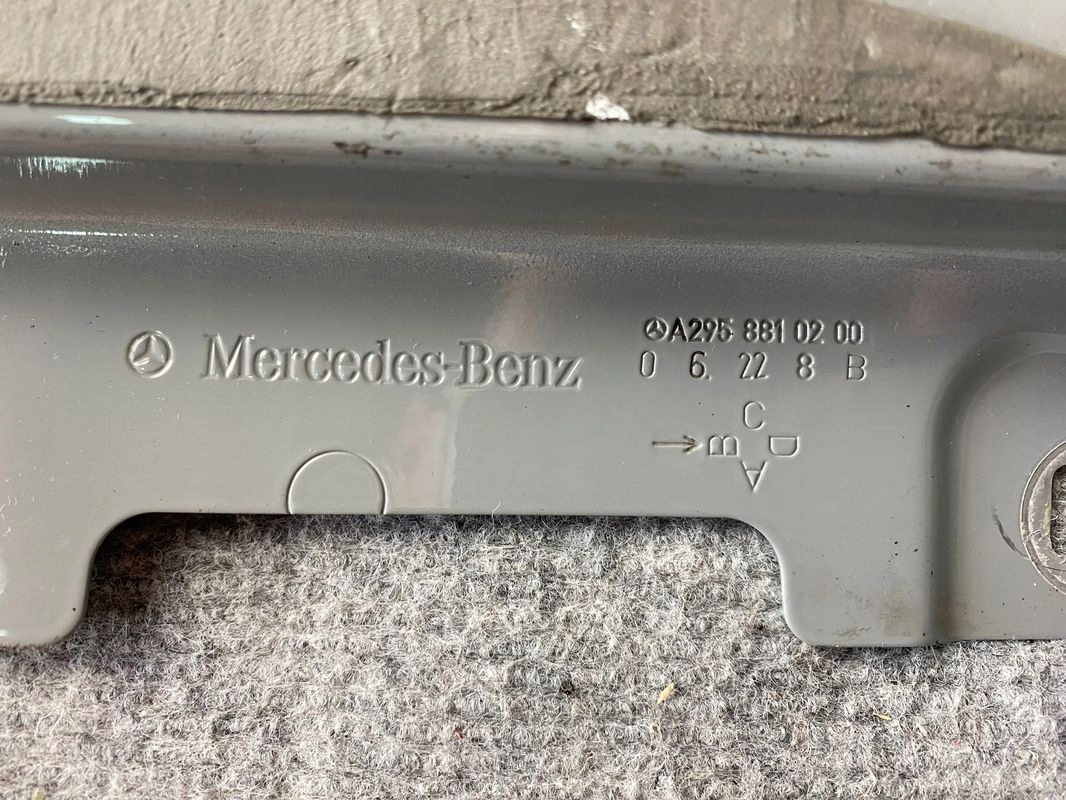 Mercedes-Benz
A295 881 02 00
0 6. 22. 8 B
C
→ B D
A